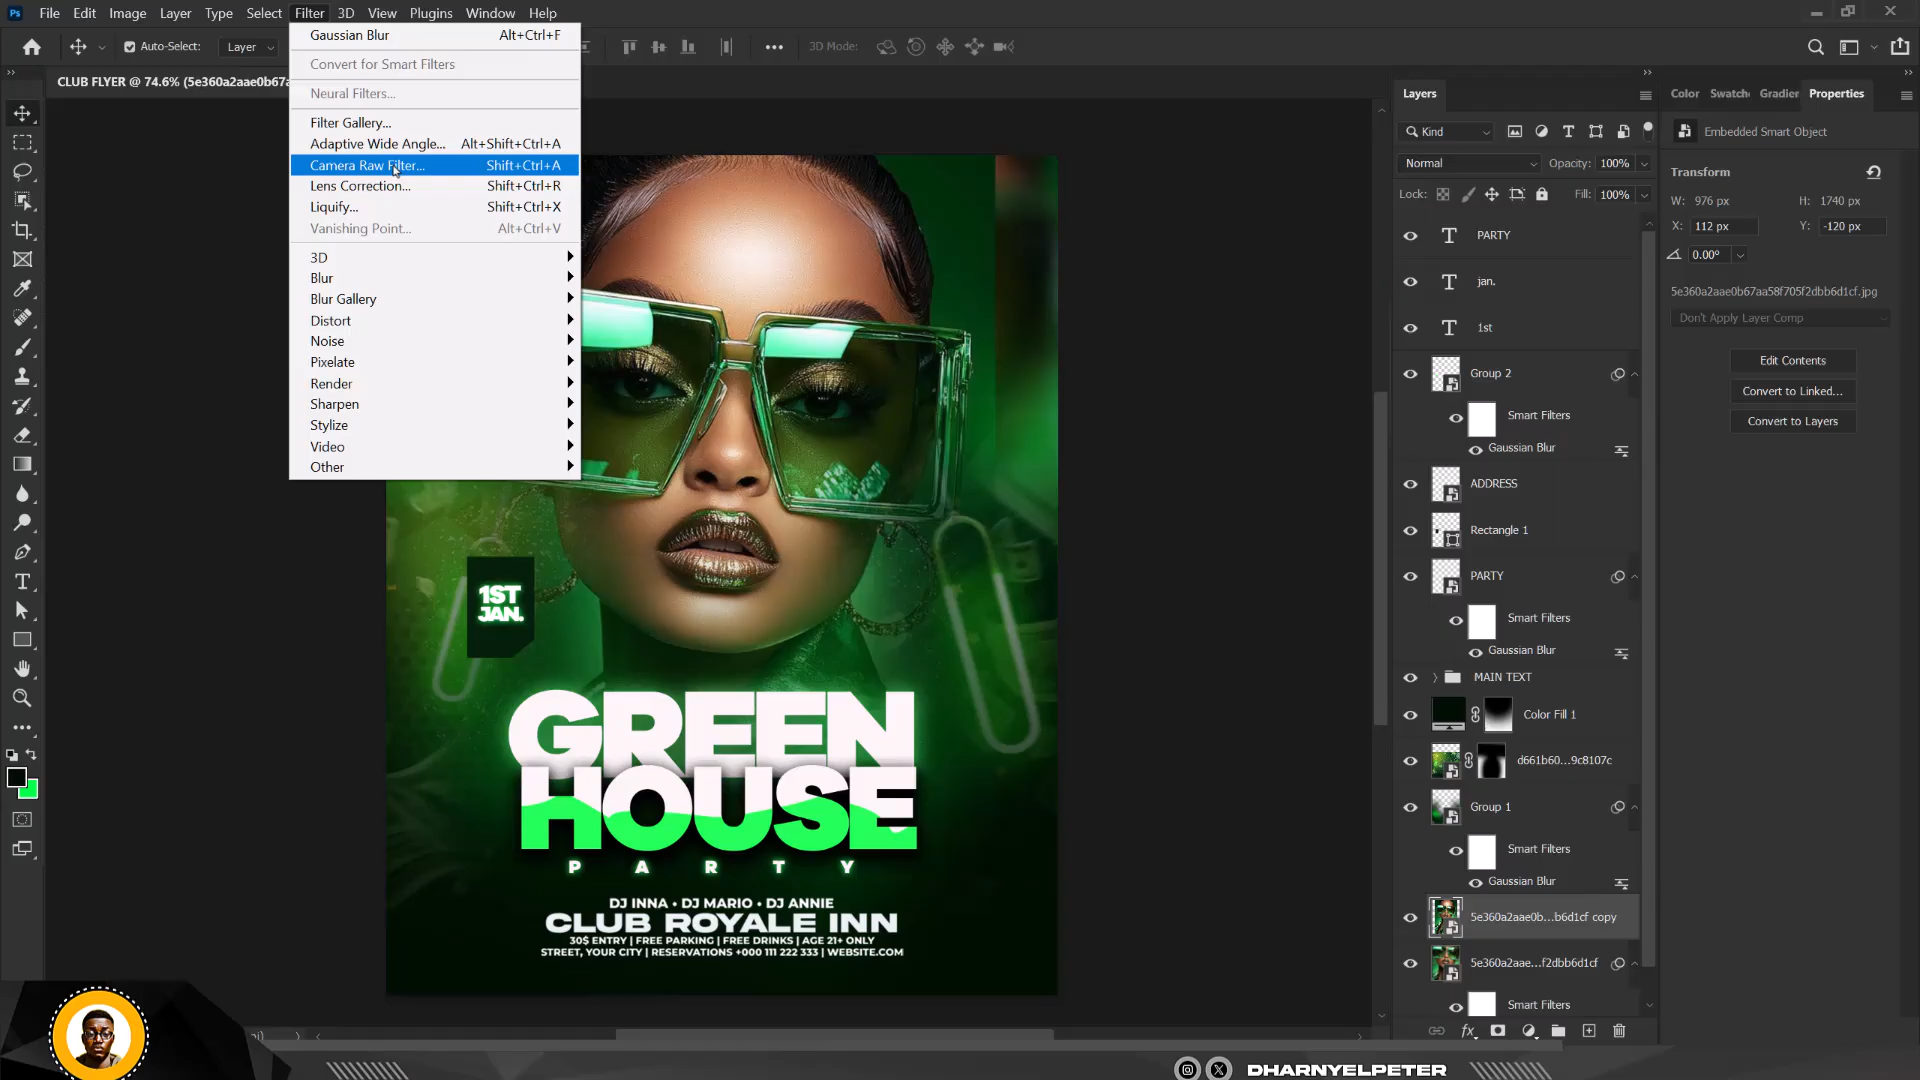 Ps File Edit Image Layer Type Select Filter 3D View Plugins Window Help
Auto-Select: Layer
3D Mode:
CLUB FLYER @ 74.6% (5e360a2aae0b67a
Gaussian Blur Alt+Ctrl+F
Convert for Smart Filters
Neural Filters...
Filter Gallery...
Adaptive Wide Angle... Alt+Shift+Ctrl+A
Camera Raw Filter... Shift+Ctrl+A
Lens Correction... Shift+Ctrl+R
Liquify... Shift+Ctrl+X
Vanishing Point... Alt+Ctrl+V
3D
Blur
Blur Gallery
Distort
Noise
Pixelate
Render
Sharpen
Stylize
Video
Other
1ST
JAN.
GREEN
HOUSE
PARTY
DJ INNA • DJ MARIO • DJ ANNIE
CLUB ROYALE INN
30$ ENTRY | FREE PARKING | FREE DRINKS | AGE 21+ ONLY
STREET, YOUR CITY | RESERVATIONS +000 111 222 333 | WEBSITE.COM
Layers
Kind
Normal Opacity: 100%
Lock: Fill: 100%
PARTY
jan.
1st
Group 2
Smart Filters
Gaussian Blur
ADDRESS
Rectangle 1
PARTY
Smart Filters
Gaussian Blur
MAIN TEXT
Color Fill 1
d661b60...9c8107c
Group 1
Smart Filters
Gaussian Blur
5e360a2aae0b...b6d1cf copy
5e360a2aae...f2dbb6d1cf
Smart Filters
fx
Color Swatch Gradien Properties
Embedded Smart Object
Transform
W: 976 px H: 1740 px
X: 112 px Y: -120 px
0.00°
5e360a2aae0b67aa58f705f2dbb6d1cf.jpg
Don't Apply Layer Comp
Edit Contents
Convert to Linked...
Convert to Layers
DHARNYELPETER